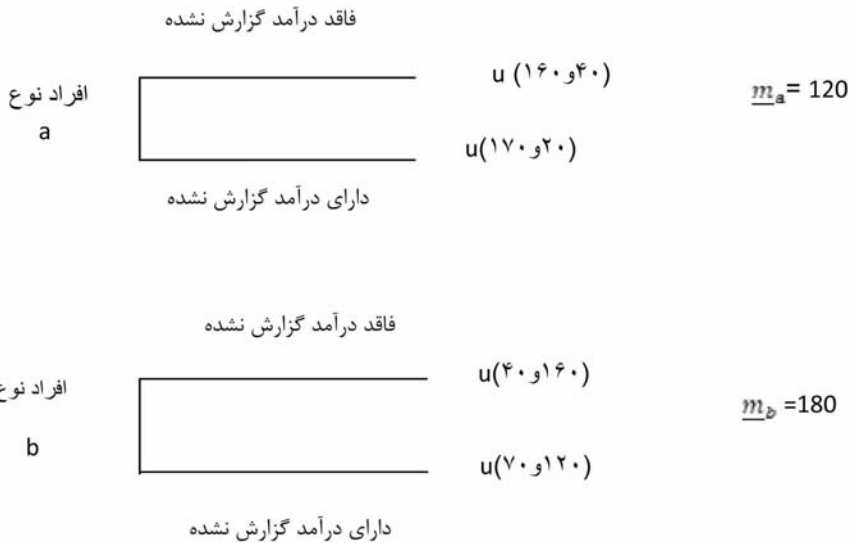 فاقد درآمد گزارش نشده
افراد نوع
a
u (۱۶۰و۴۰)
m_a= 120
u(۱۷۰و۲۰)
دارای درآمد گزارش نشده
فاقد درآمد گزارش نشده
افراد نوع
b
u(۴۰و۱۶۰)
m_b =180
u(۷۰و۱۲۰)
دارای درآمد گزارش نشده